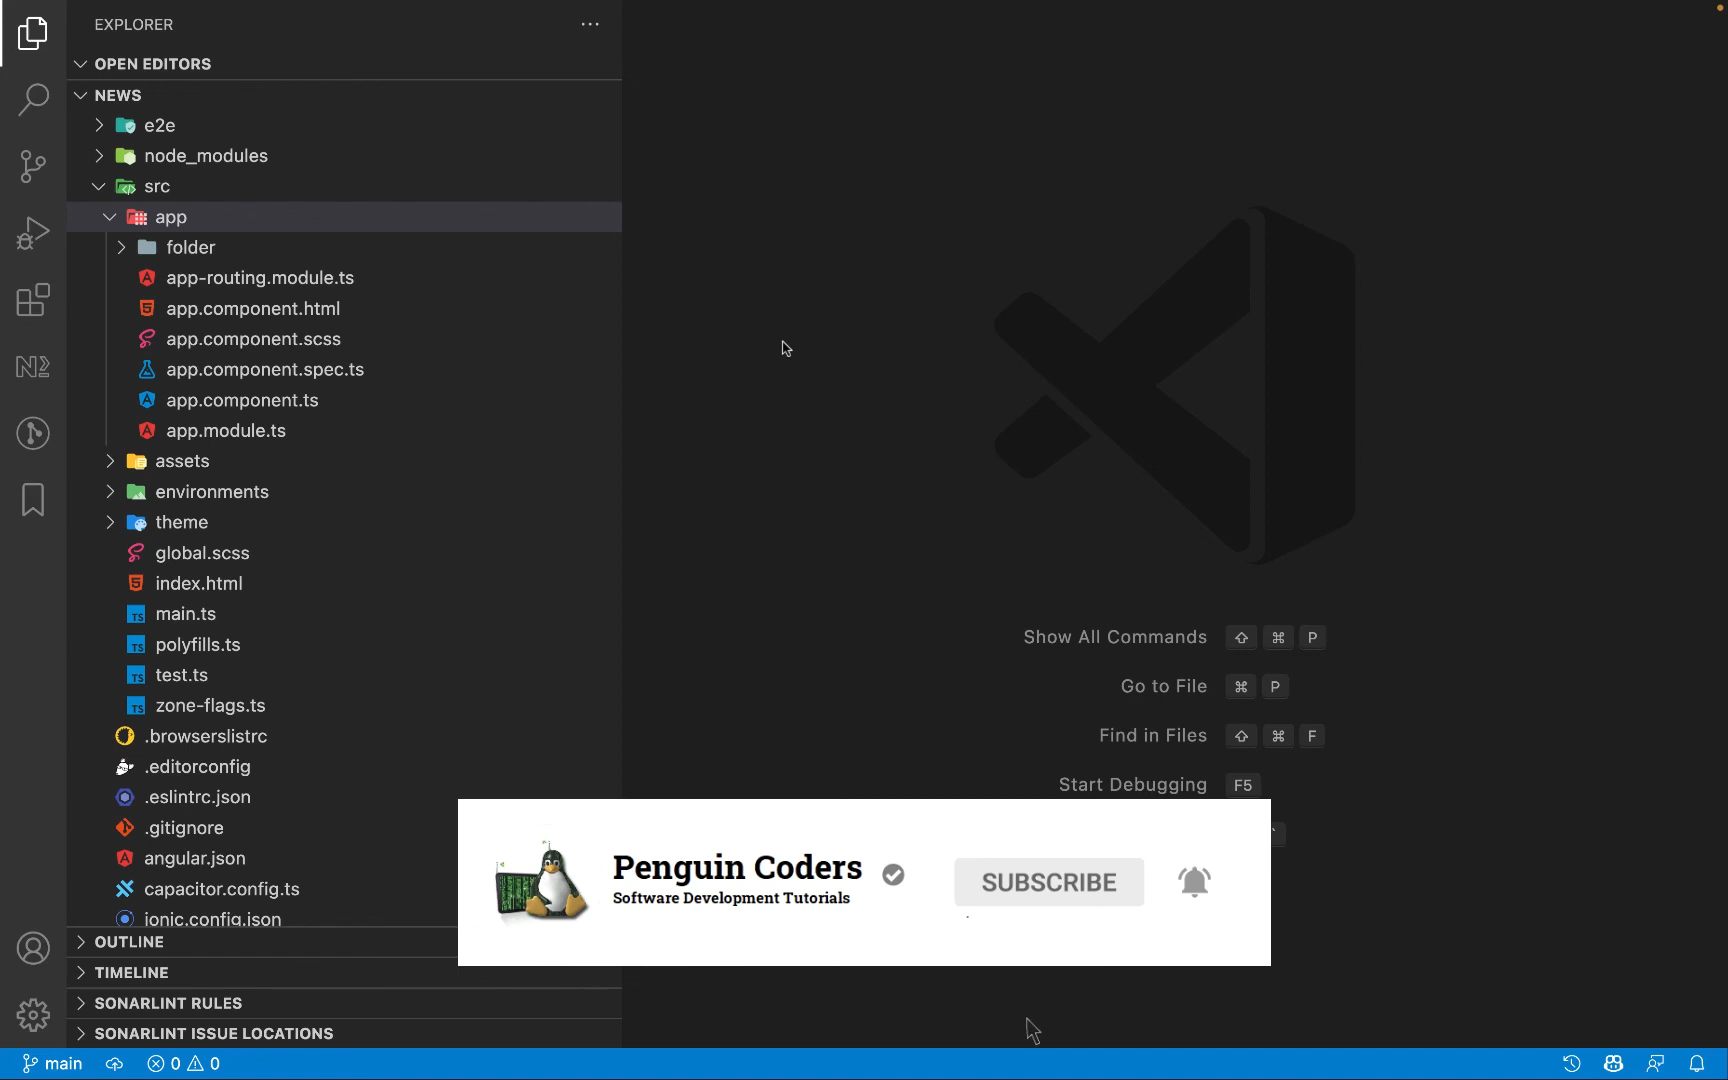 EXPLORER
OPEN EDITORS
NEWS
e2e
node_modules
src
app
folder
app-routing.module.ts
app.component.html
app.component.scss
app.component.spec.ts
app.component.ts
app.module.ts
assets
environments
theme
global.scss
index.html
main.ts
polyfills.ts
test.ts
zone-flags.ts
.browserslistrc
.editorconfig
.eslintrc.json
.gitignore
angular.json
capacitor.config.ts
ionic.config.json
OUTLINE
TIMELINE
SONARLINT RULES
SONARLINT ISSUE LOCATIONS
main
0 0
Show All Commands ⇧ ⌘ P
Go to File ⌘ P
Find in Files ⇧ ⌘ F
Start Debugging F5
`
Penguin Coders
Software Development Tutorials
SUBSCRIBE